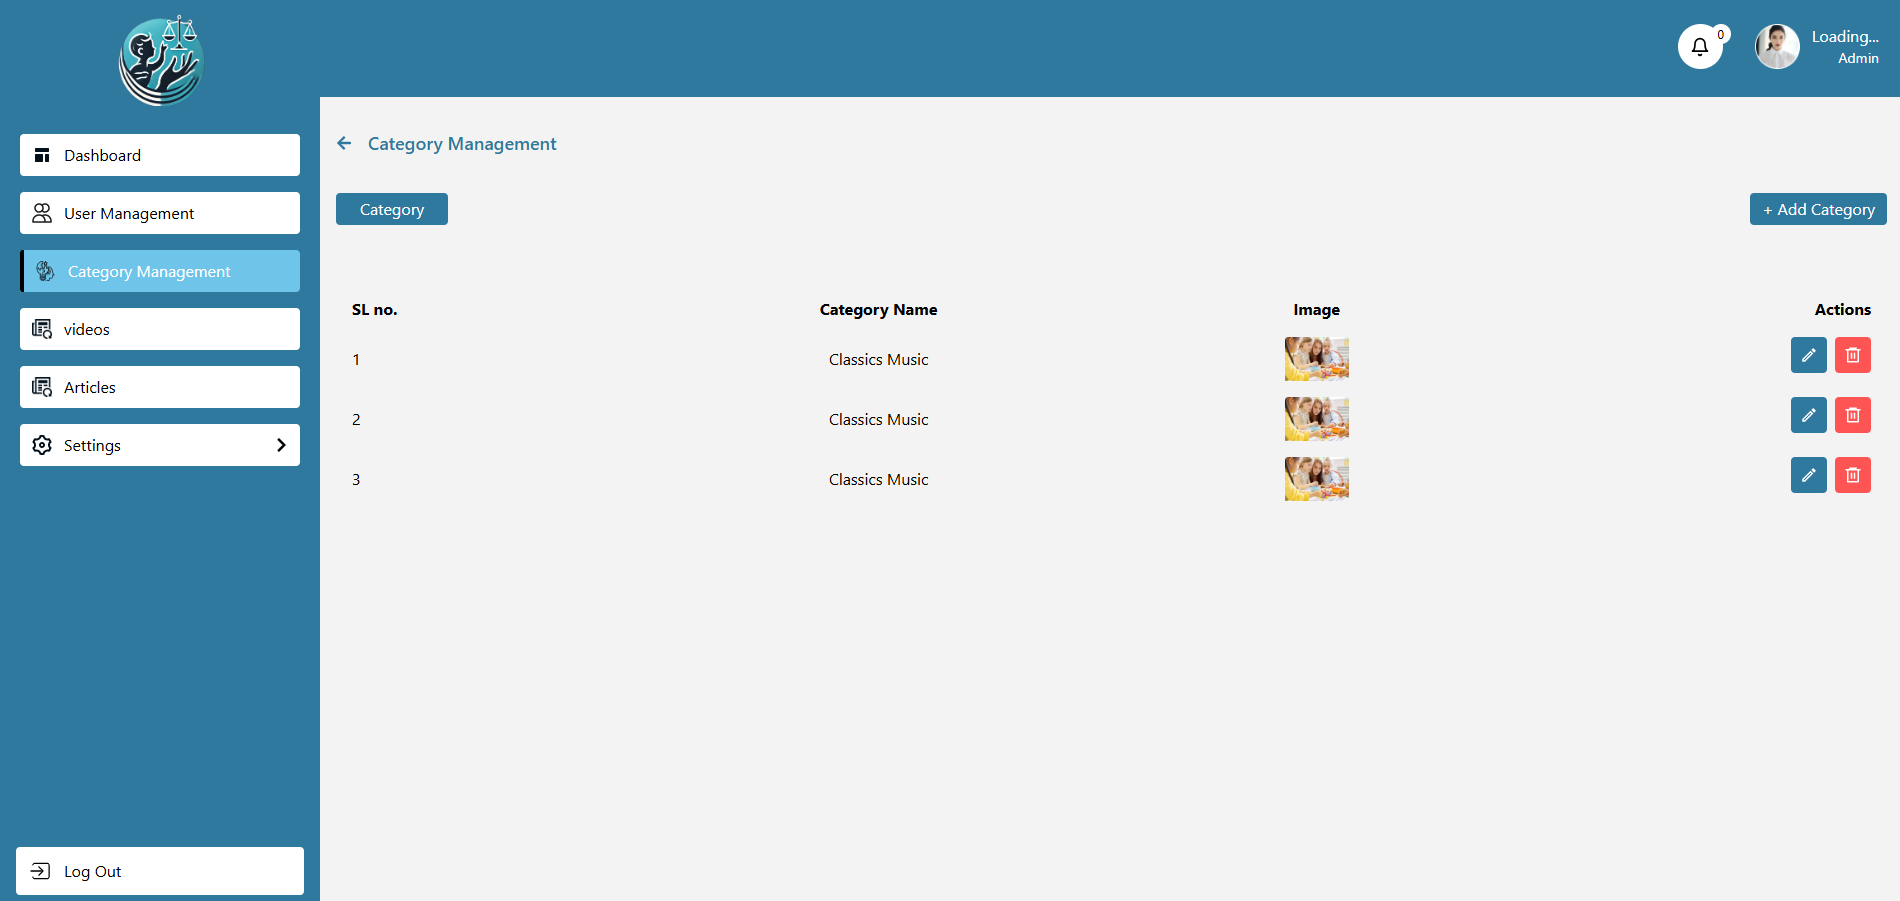 0
Loading...
Admin
Dashboard
User Management
Category Management
videos
Articles
Settings
Log Out
Category Management
Category
+ Add Category
SL no. Category Name Image Actions
1 Classics Music
2 Classics Music
3 Classics Music